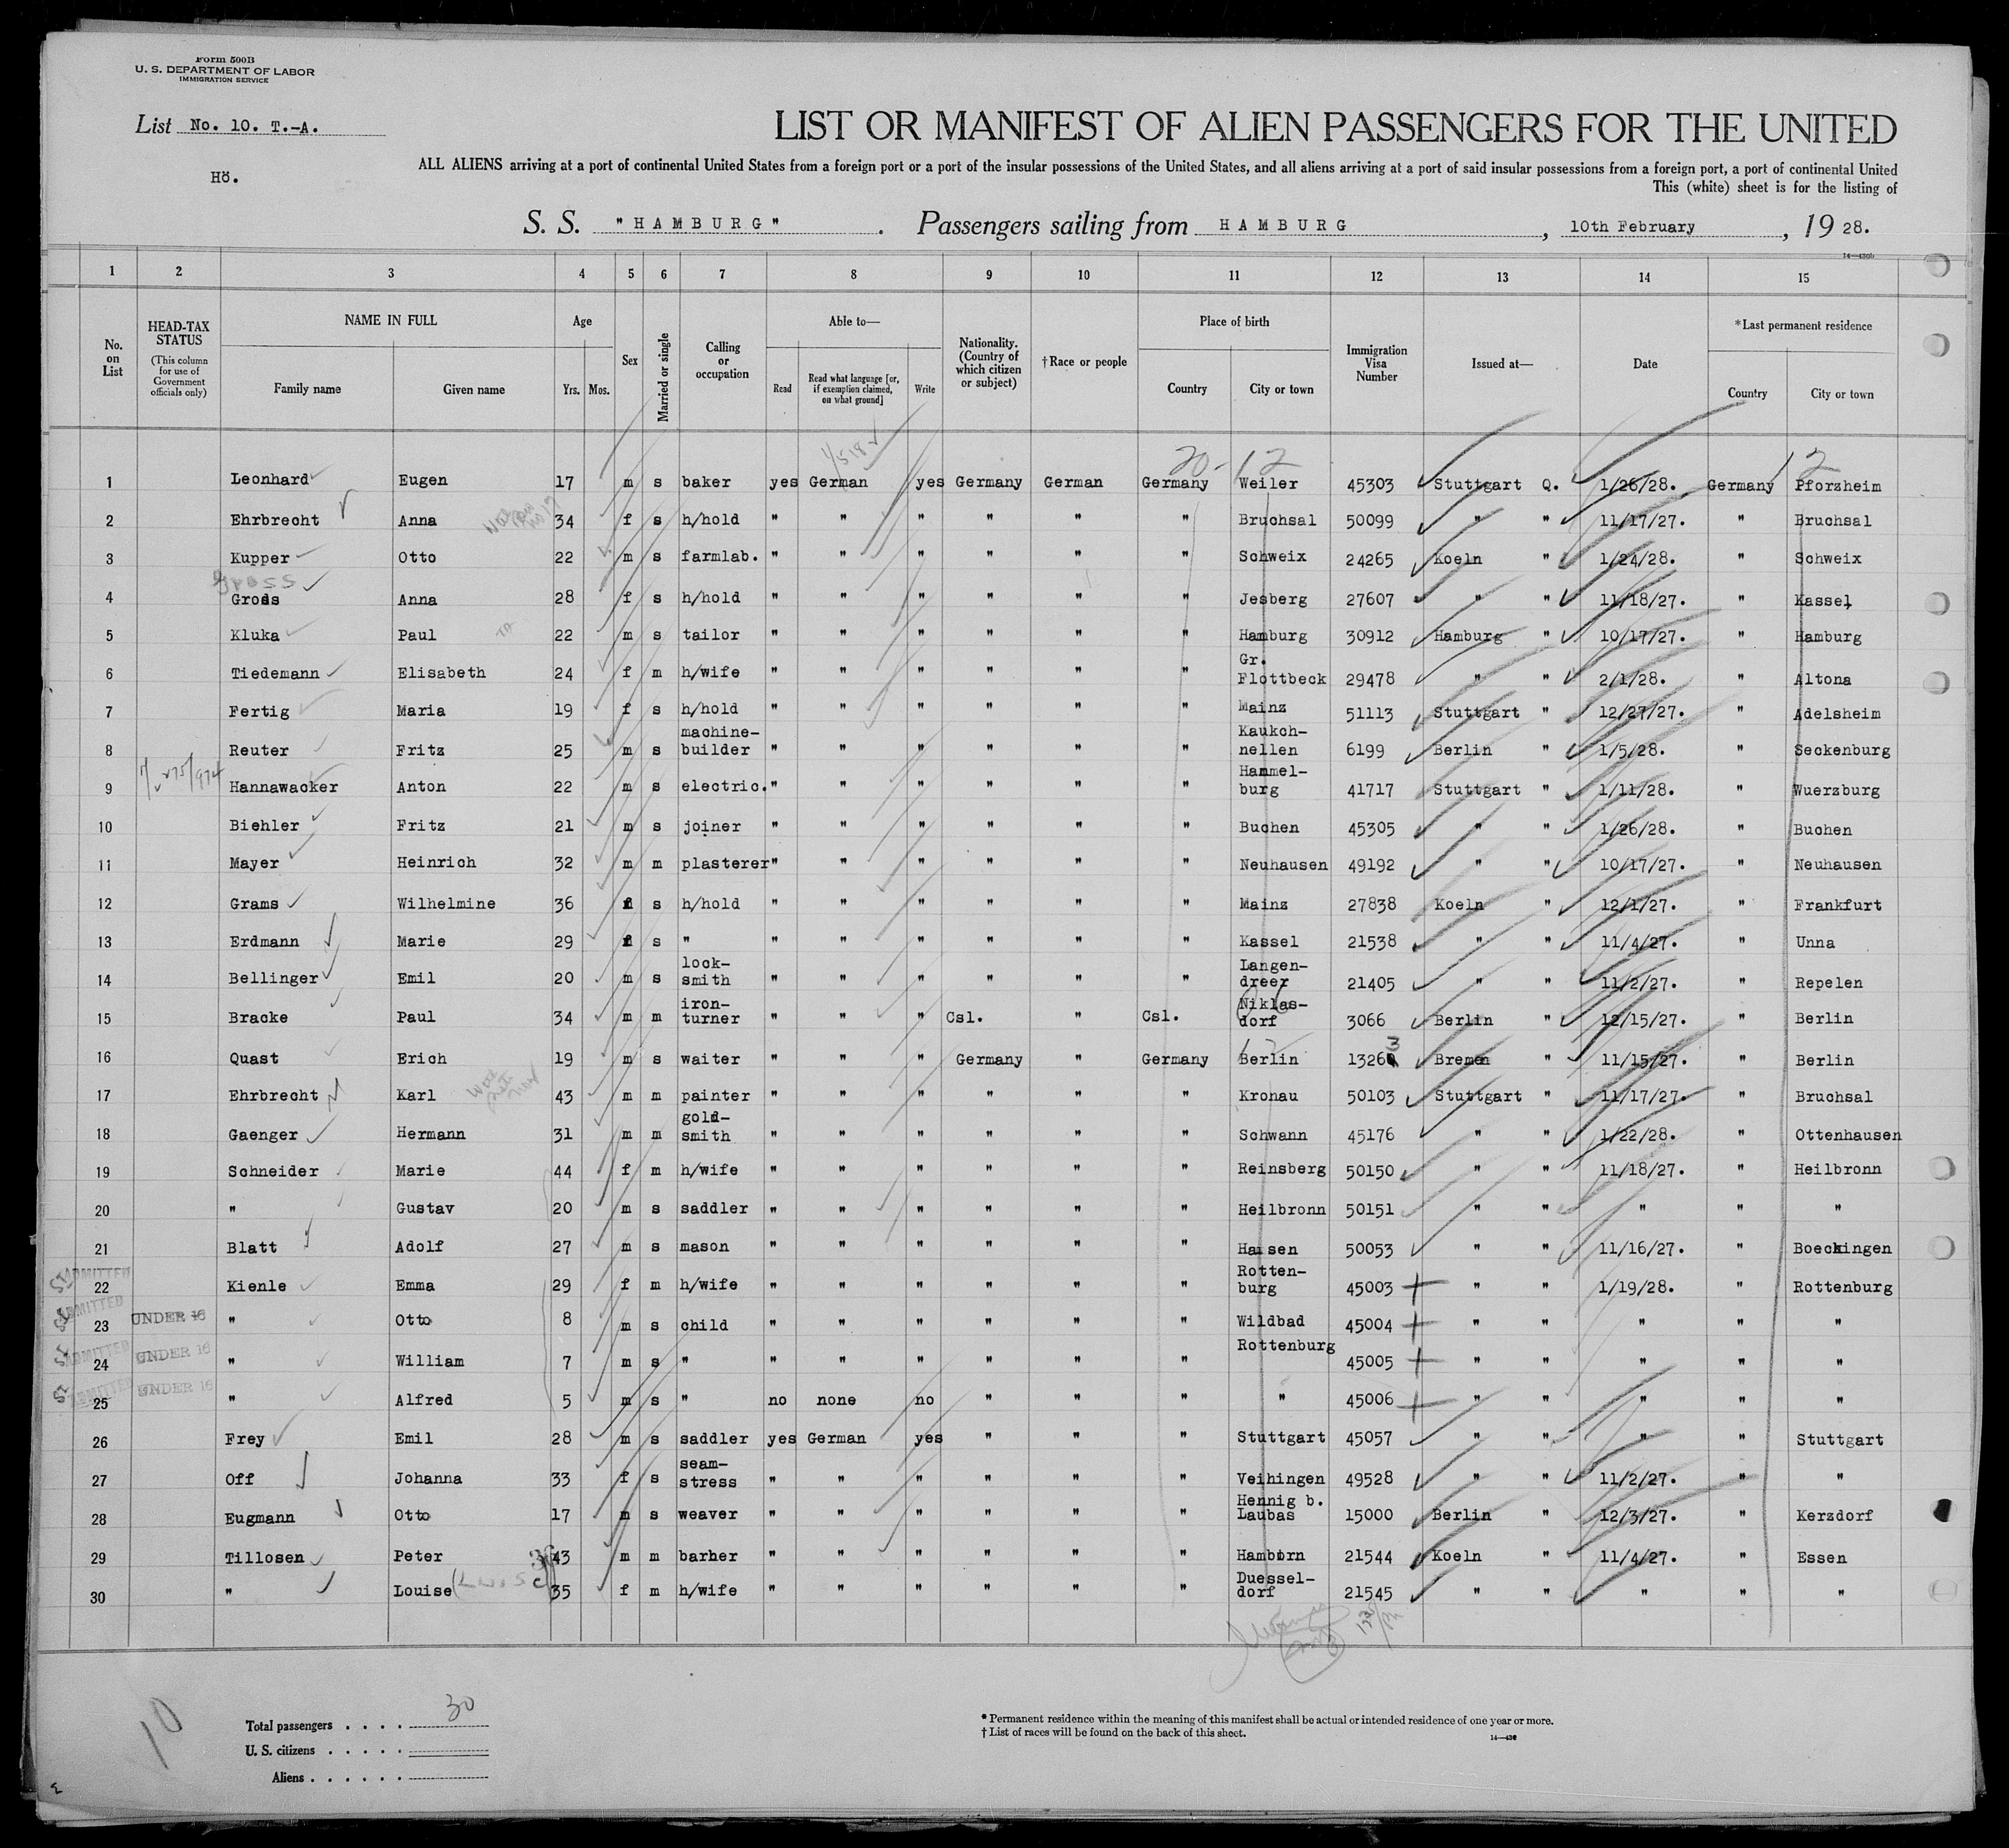 Form 500B
U. S. DEPARTMENT OF LABOR
IMMIGRATION SERVICE
List No. 10. T.-A.
Hö.
LIST OR MANIFEST OF ALIEN PASSENGERS FOR THE UNITED
ALL ALIENS arriving at a port of continental United States from a foreign port or a port of the insular possessions of the United States, and all aliens arriving at a port of said insular possessions from a foreign port, a port of continental United
This (white) sheet is for the listing of
S. S. "HAMBURG". Passengers sailing from HAMBURG, 10th February, 1928.
14—430b
1 2 3 4 5 6 7 8 9 10 11 12 13 14 15
No. on List
HEAD-TAX STATUS (This column for use of Government officials only)
NAME IN FULL Family name Given name
Age Yrs. Mos.
Sex
Married or single
Calling or occupation
Able to— Read Read what language [or, if exemption claimed, on what ground] Write
Nationality. (Country of which citizen or subject)
†Race or people
Place of birth Country City or town
Immigration Visa Number
Issued at—
Date
*Last permanent residence Country City or town
20- 12 12
1 Leonhard Eugen 17 m s baker yes German yes Germany German Germany Weiler 45303 Stuttgart Q. 1/26/28. Germany Pforzheim
2 Ehrbrecht Anna 34 f s h/hold " " " " " " Bruchsal 50099 " " 11/17/27. " Bruchsal
3 Kupper Otto 22 m s farmlab. " " " " " " Schweix 24265 Koeln " 1/24/28. " Schweix
gross
4 Anna 28 f s h/hold " " " " " " Jesberg 27607 " " 11/18/27. " Kassel
5 Kluka Paul 22 m s tailor " " " " " " Hamburg 30912 Hamburg " 10/17/27. " Hamburg
6 Tiedemann Elisabeth 24 f m h/wife " " " " " " Gr. Flottbeck 29478 " " 2/1/28. " Altona
7 Fertig Maria 19 f s h/hold " " " " " " Mainz 51113 Stuttgart " 12/27/27. " Adelsheim
8 Reuter Fritz 25 m s machine-builder " " " " " " Kaukch-nellen 6199 Berlin " 1/5/28. " Seckenburg
9 Hannawacker Anton 22 m s electric. " " " " " " Hammel-burg 41717 Stuttgart " 1/11/28. " Wuerzburg
10 Biehler Fritz 21 m s joiner " " " " " " Buchen 45305 " " 1/26/28. " Buchen
11 Mayer Heinrich 32 m m plasterer " " " " " " Neuhausen 49192 " " 10/17/27. " Neuhausen
12 Grams Wilhelmine 36 f s h/hold " " " " " " Mainz 27838 Koeln " 12/1/27. " Frankfurt
13 Erdmann Marie 29 f s " " " " " " " Kassel 21538 " " 11/4/27. " Unna
14 Bellinger Emil 20 m s lock-smith " " " " " " Langen-dreer 21405 " " 11/2/27. " Repelen
15 Bracke Paul 34 m m iron-turner " " " Csl. " Csl. Niklas-dorf 3066 Berlin " 12/15/27. " Berlin
16 Quast Erich 19 m s waiter " " " Germany " Germany Berlin 13263 Bremen " 11/15/27. " Berlin
17 Ehrbrecht Karl 43 m m painter " " " " " " Kronau 50103 Stuttgart " 11/17/27. " Bruchsal
18 Gaenger Hermann 31 m m gold-smith " " " " " " Schwann 45176 " " 1/22/28. " Ottenhausen
19 Schneider Marie 44 f m h/wife " " " " " " Reinsberg 50150 " " 11/18/27. " Heilbronn
20 " Gustav 20 m s saddler " " " " " " Heilbronn 50151 " " " " "
21 Blatt Adolf 27 m s mason " " " " " " 50053 " " 11/16/27. " Boeckingen
ADMITTED 22 Kienle Emma 29 f m h/wife " " " " " " Rotten-burg 45003 " " 1/19/28. " Rottenburg
ADMITTED 23 UNDER 16 " Otto 8 m s child " " " " " " Wildbad 45004 " " " " "
ADMITTED 24 UNDER 16 " William 7 m s " " " " " " " Rottenburg 45005 " " " " "
ADMITTED 25 UNDER 16 " Alfred 5 m s " no none no " " " " 45006 " " " " "
26 Frey Emil 28 m s saddler yes German yes " " " Stuttgart 45057 " " " " Stuttgart
27 Off Johanna 33 f s seam-stress " " " " " " Veihingen 49528 " " 11/2/27. " "
28 Eugmann Otto 17 m s weaver " " " " " " Hennig b. Laubas 15000 Berlin " 12/3/27. " Kerzdorf
29 Tillosen Peter 43 m m barher " " " " " " Hamborn 21544 Koeln " 11/4/27. " Essen
30 " Louise 35 f m h/wife " " " " " " Duessel-dorf 21545 " " " " "
10
Total passengers . . . . 30
U. S. citizens . . . . .
Aliens . . . . . .
* Permanent residence within the meaning of this manifest shall be actual or intended residence of one year or more.
† List of races will be found on the back of this sheet.